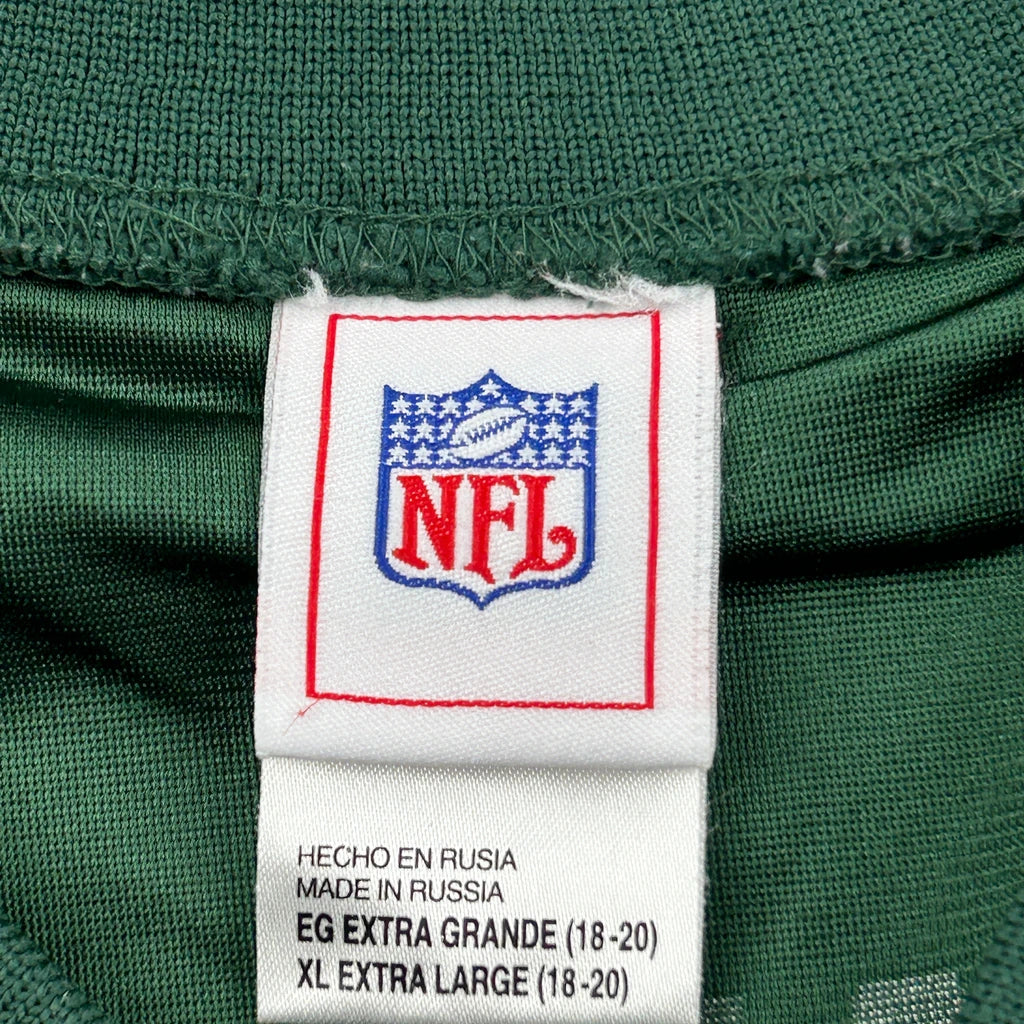 NFL
HECHO EN RUSIA
MADE IN RUSSIA
EG EXTRA GRANDE (18-20)
XL EXTRA LARGE (18-20)